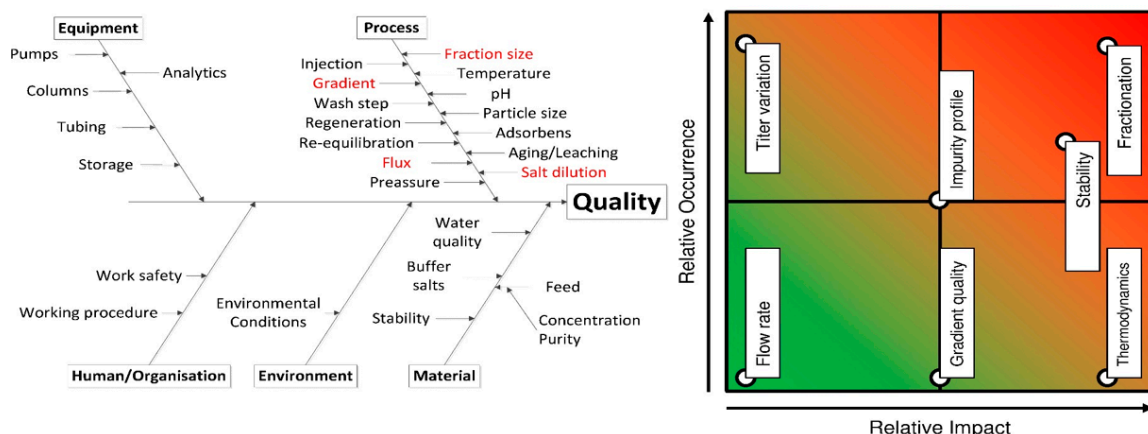 Equipment
Pumps
Analytics
Columns
Tubing
Storage
Process
Fraction size
Injection
Temperature
Gradient
pH
Wash step
Particle size
Regeneration
Adsorbens
Re-equilibration
Aging/Leaching
Flux
Salt dilution
Preassure
Quality
Work safety
Working procedure
Human/Organisation
Environmental
Conditions
Environment
Water
quality
Buffer
salts
Feed
Stability
Concentration
Purity
Material
Relative Occurrence
Titer variation
Impurity profile
Fractionation
Stability
Flow rate
Gradient quality
Thermodynamics
Relative Impact